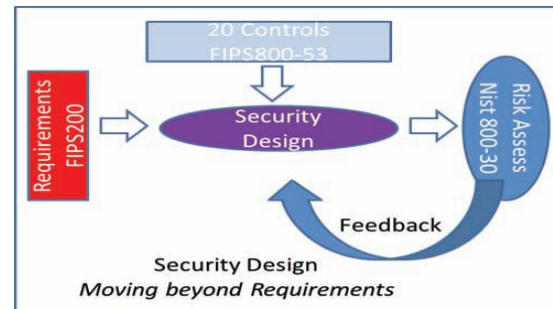 20 Controls
FIPS800-53
Requirements
FIPS200
Security
Design
Risk Assess
Nist 800-30
Feedback
Security Design
Moving beyond Requirements